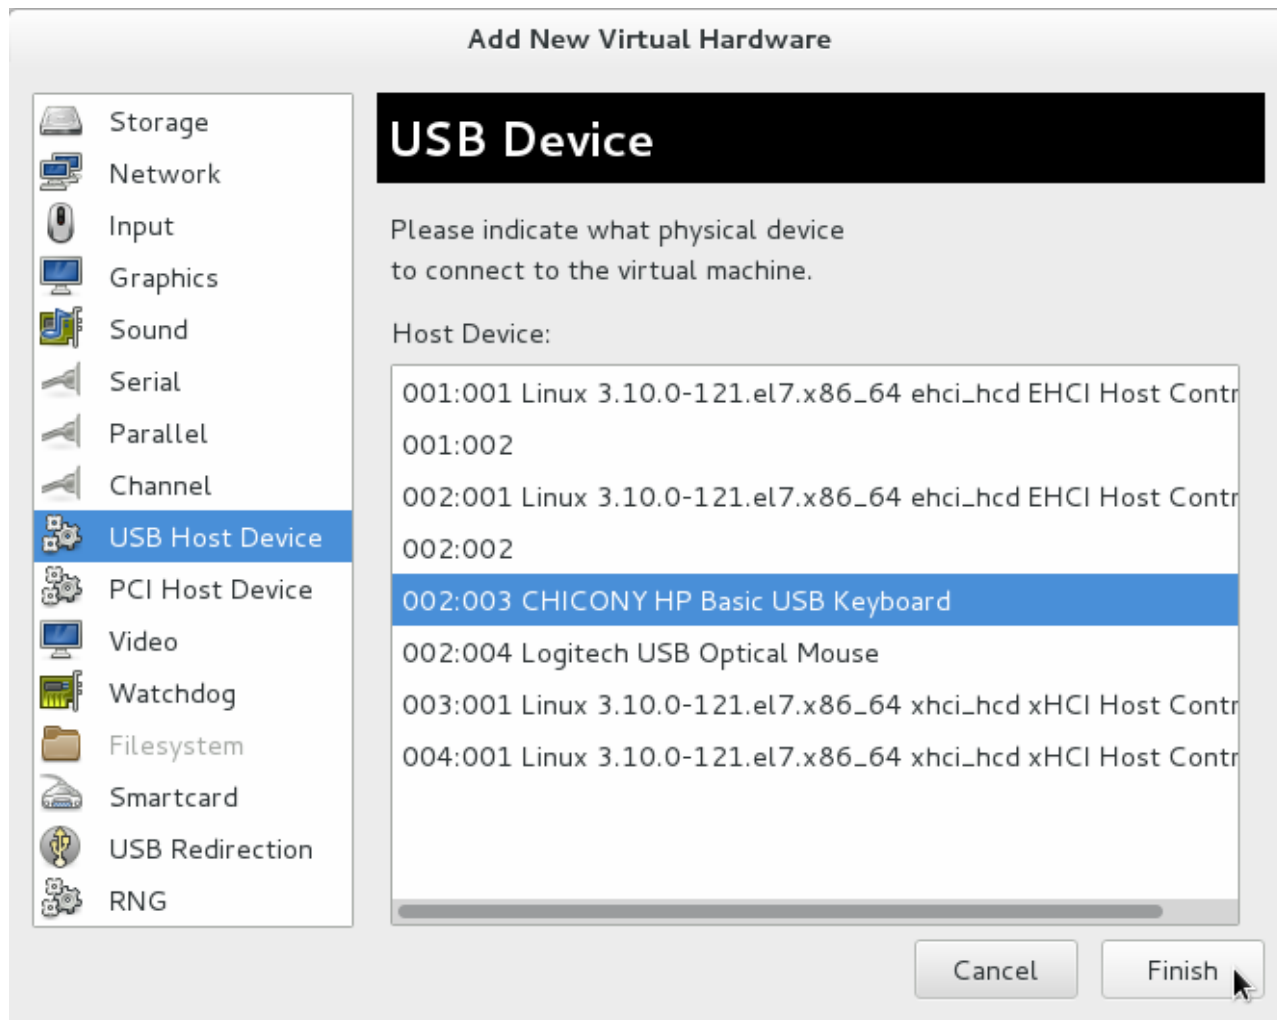 Add New Virtual Hardware
Storage
Network
Input
Graphics
Sound
Serial
Parallel
Channel
USB Host Device
PCI Host Device
Video
Watchdog
Filesystem
Smartcard
USB Redirection
RNG
USB Device
Please indicate what physical device
to connect to the virtual machine.
Host Device:
001:001 Linux 3.10.0-121.el7.x86_64 ehci_hcd EHCI Host Contr
001:002
002:001 Linux 3.10.0-121.el7.x86_64 ehci_hcd EHCI Host Contr
002:002
002:003 CHICONY HP Basic USB Keyboard
002:004 Logitech USB Optical Mouse
003:001 Linux 3.10.0-121.el7.x86_64 xhci_hcd xHCI Host Contr
004:001 Linux 3.10.0-121.el7.x86_64 xhci_hcd xHCI Host Contr
Cancel
Finish